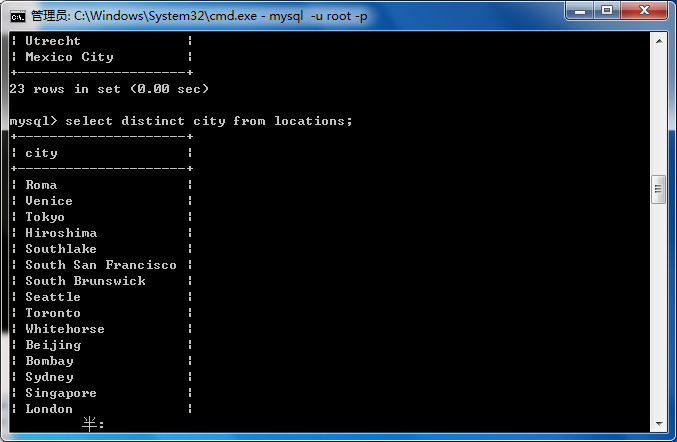 管理员: C:\Windows\System32\cmd.exe - mysql  -u root -p
| Utrecht             |
| Mexico City         |
+---------------------+
23 rows in set (0.00 sec)
mysql> select distinct city from locations;
+---------------------+
| city                |
+---------------------+
| Roma                |
| Venice              |
| Tokyo               |
| Hiroshima           |
| Southlake           |
| South San Francisco |
| South Brunswick     |
| Seattle             |
| Toronto             |
| Whitehorse          |
| Beijing             |
| Bombay              |
| Sydney              |
| Singapore           |
| London              |
半: